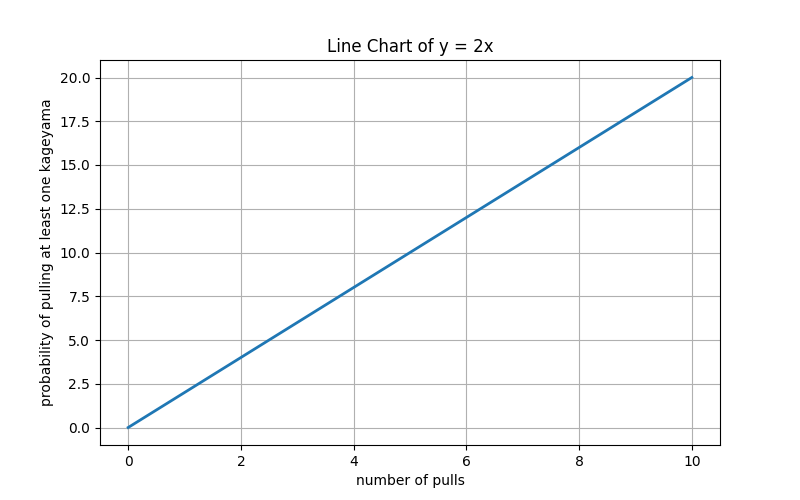 Line Chart of y = 2x
probability of pulling at least one kageyama
20.0
17.5
15.0
12.5
10.0
7.5
5.0
2.5
0.0
0 2 4 6 8 10
number of pulls